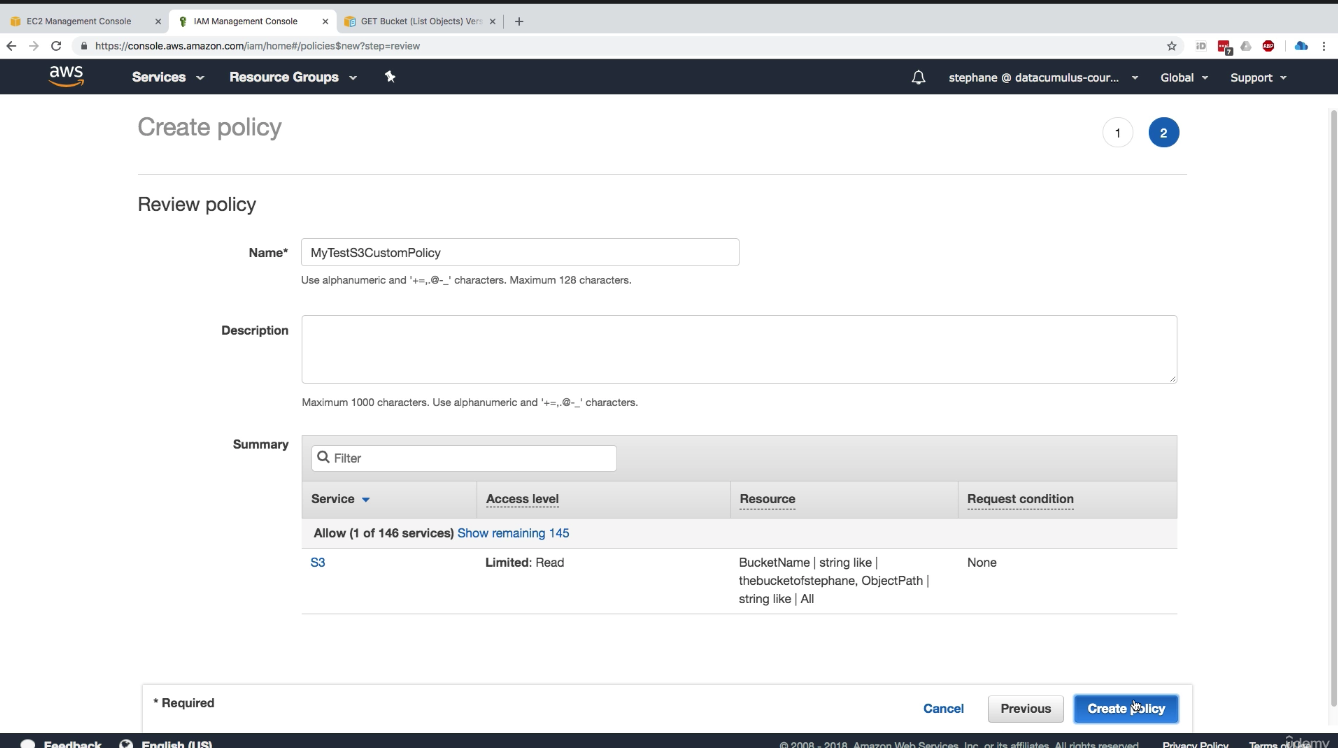 EC2 Management Console
IAM Management Console
GET Bucket (List Objects) Vers
https://console.aws.amazon.com/iam/home#/policies$new?step=review
ID
7
ABP
aws
Services
Resource Groups
stephane @ datacumulus-cour...
Global
Support
Create policy
1
2
Review policy
Name*
MyTestS3CustomPolicy
Use alphanumeric and '+=,.@-_' characters. Maximum 128 characters.
Description
Maximum 1000 characters. Use alphanumeric and '+=,.@-_' characters.
Summary
Filter
Service
Access level
Resource
Request condition
Allow (1 of 146 services) Show remaining 145
S3
Limited: Read
BucketName | string like |
thebucketofstephane, ObjectPath |
string like | All
None
* Required
Cancel
Previous
Create policy
Feedback
English (US)
© 2008 - 2018, Amazon Web Services, Inc. or its affiliates. All rights reserved.
Privacy Policy
Terms of Use
udemy